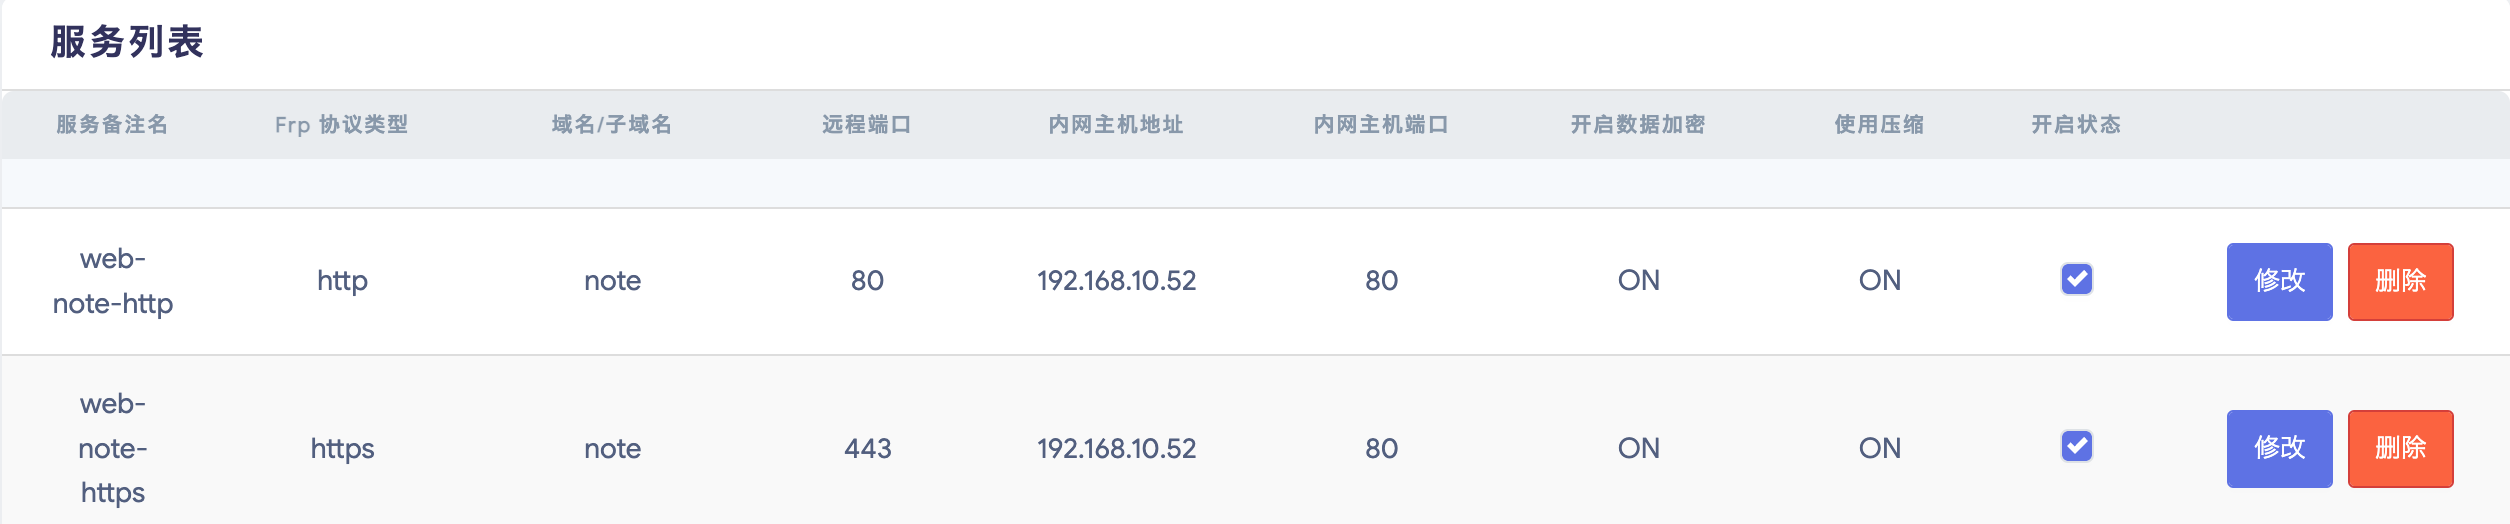 服务列表
服务备注名 Frp 协议类型 域名/子域名 远程端口 内网主机地址 内网主机端口 开启数据加密 使用压缩 开启状态
web-
note-http
http note 80 192.168.10.52 80 ON ON 修改 删除
web-
note-
https
https note 443 192.168.10.52 80 ON ON 修改 删除